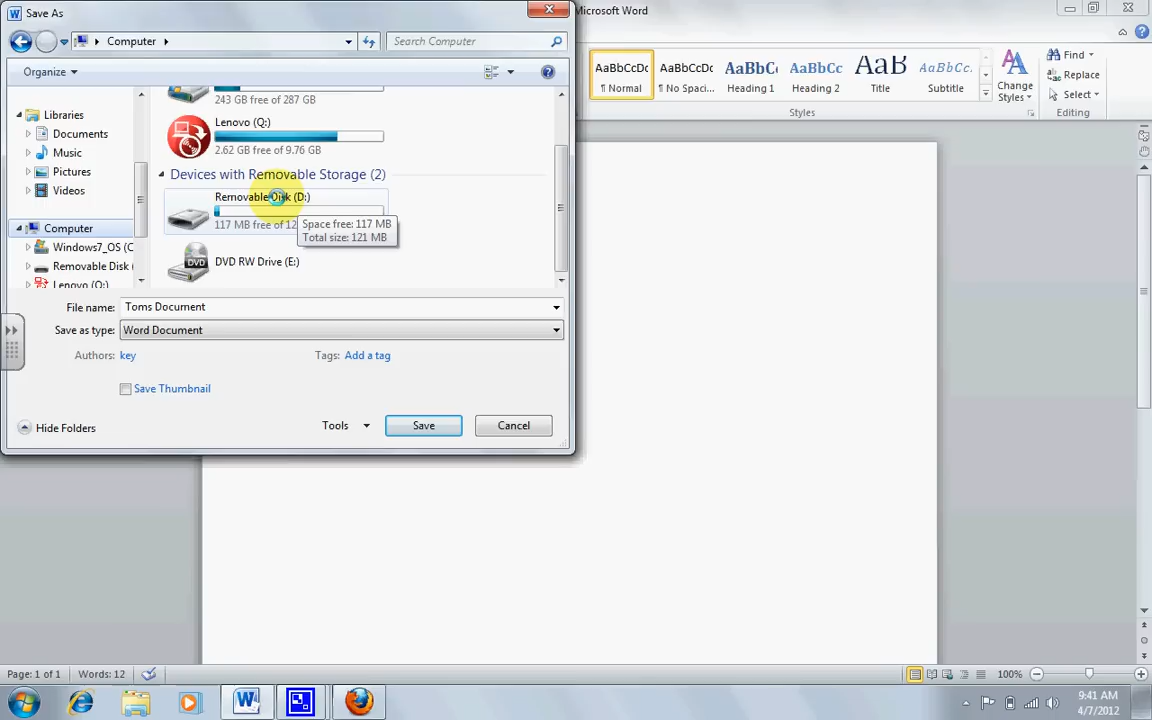 Save As
Microsoft Word
Computer
Search Computer
Organize
243 GB free of 287 GB
Libraries
Documents
Music
Pictures
Videos
Computer
Windows7_OS (C
Removable Disk (
Lenovo (Q:)
Lenovo (Q:)
2.62 GB free of 9.76 GB
Devices with Removable Storage (2)
Removable Disk (D:)
117 MB free of 12
Space free: 117 MB
Total size: 121 MB
DVD
DVD RW Drive (E:)
File name: Toms Document
Save as type: Word Document
Authors: key
Tags: Add a tag
Save Thumbnail
Hide Folders
Tools
Save
Cancel
AaBbCcDc
¶ Normal
AaBbCcDc
¶ No Spaci...
AaBbC
Heading 1
AaBbCc
Heading 2
AaB
Title
AaBbCc.
Subtitle
Change
Styles
Styles
Find
Replace
Select
Editing
Page: 1 of 1
Words: 12
100%
9:41 AM
4/7/2012